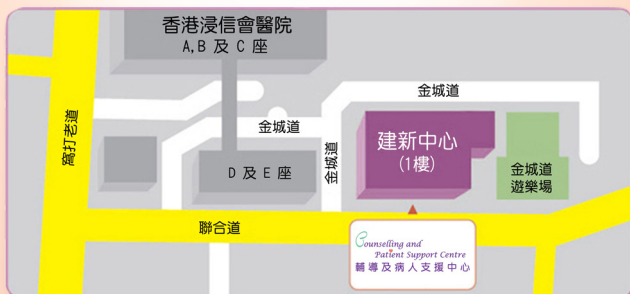 香港浸信會醫院
A,B 及 C 座
金城道
窩打老道
金城道
建新中心
(1樓)
金城道
D 及 E 座
金城道
遊樂場
聯合道
Counselling and
Patient Support Centre
輔導及病人支援中心